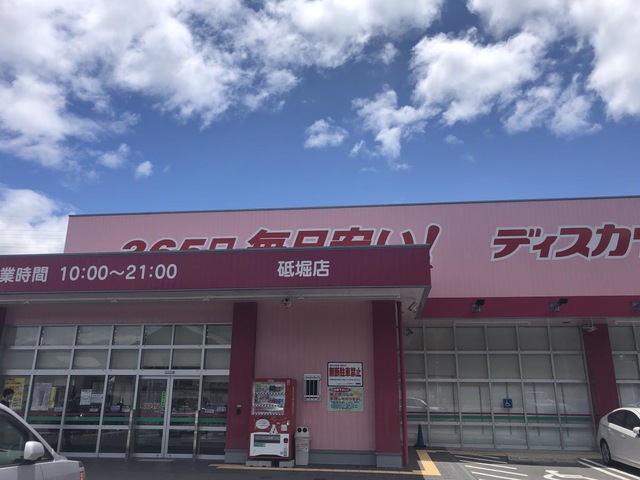 365日 毎日安い!
ディスカウ
業時間 10:00～21:00
砥堀店
無断駐車禁止